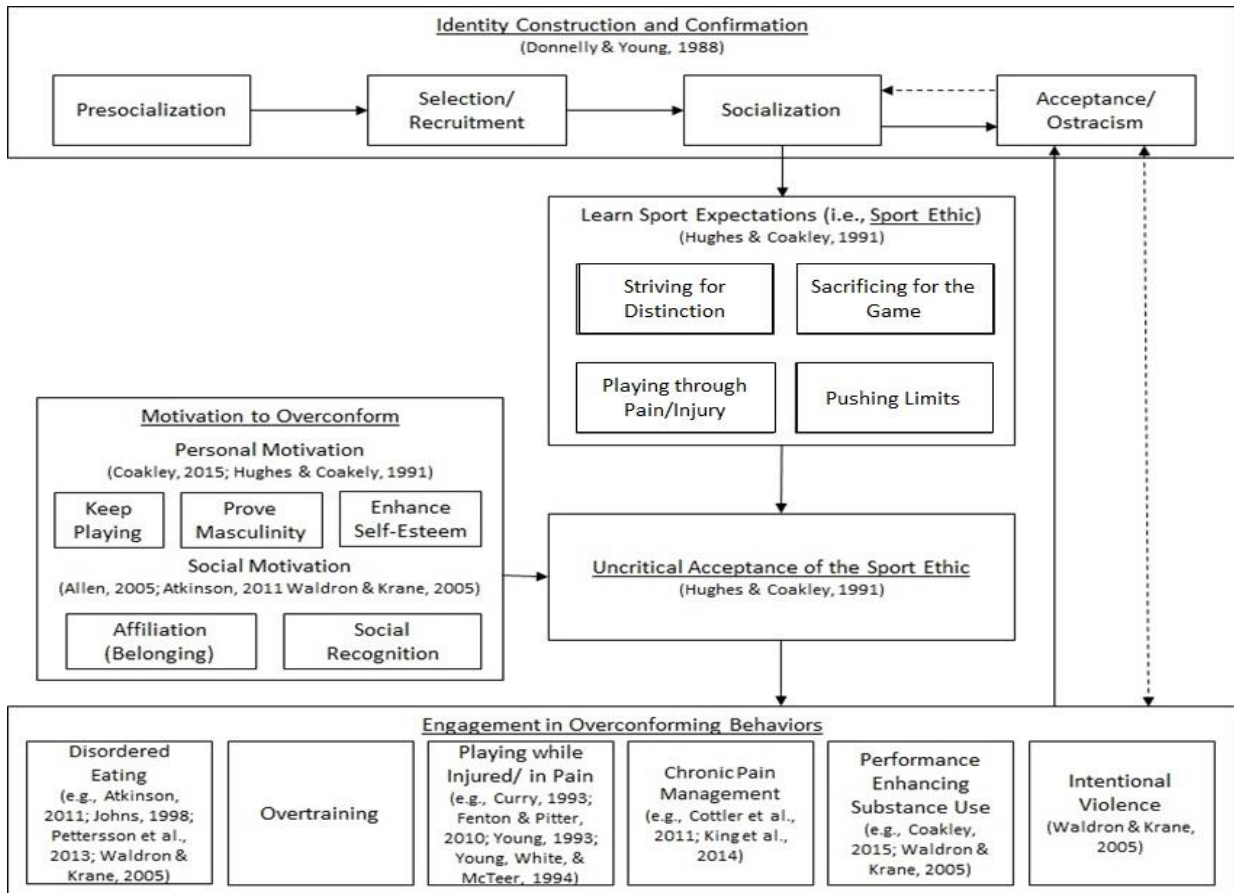 Identity Construction and Confirmation
(Donnelly & Young, 1988)
Presocialization
Selection/
Recruitment
Socialization
Acceptance/
Ostracism
Learn Sport Expectations (i.e., Sport Ethic)
(Hughes & Coakley, 1991)
Striving for
Distinction
Sacrificing for the
Game
Playing through
Pain/Injury
Pushing Limits
Motivation to Overconform
Personal Motivation
(Coakley, 2015; Hughes & Coakely, 1991)
Keep
Playing
Prove
Masculinity
Enhance
Self-Esteem
Social Motivation
(Allen, 2005; Atkinson, 2011 Waldron & Krane, 2005)
Affiliation
(Belonging)
Social
Recognition
Uncritical Acceptance of the Sport Ethic
(Hughes & Coakley, 1991)
Engagement in Overconforming Behaviors
Disordered
Eating
(e.g., Atkinson,
2011; Johns, 1998;
Pettersson et al.,
2013; Waldron &
Krane, 2005)
Overtraining
Playing while
Injured/ in Pain
(e.g., Curry, 1993;
Fenton & Pitter,
2010; Young, 1993;
Young, White, &
McTeer, 1994)
Chronic Pain
Management
(e.g., Cottler et al.,
2011; King et al.,
2014)
Performance
Enhancing
Substance Use
(e.g., Coakley,
2015; Waldron &
Krane, 2005)
Intentional
Violence
(Waldron & Krane,
2005)